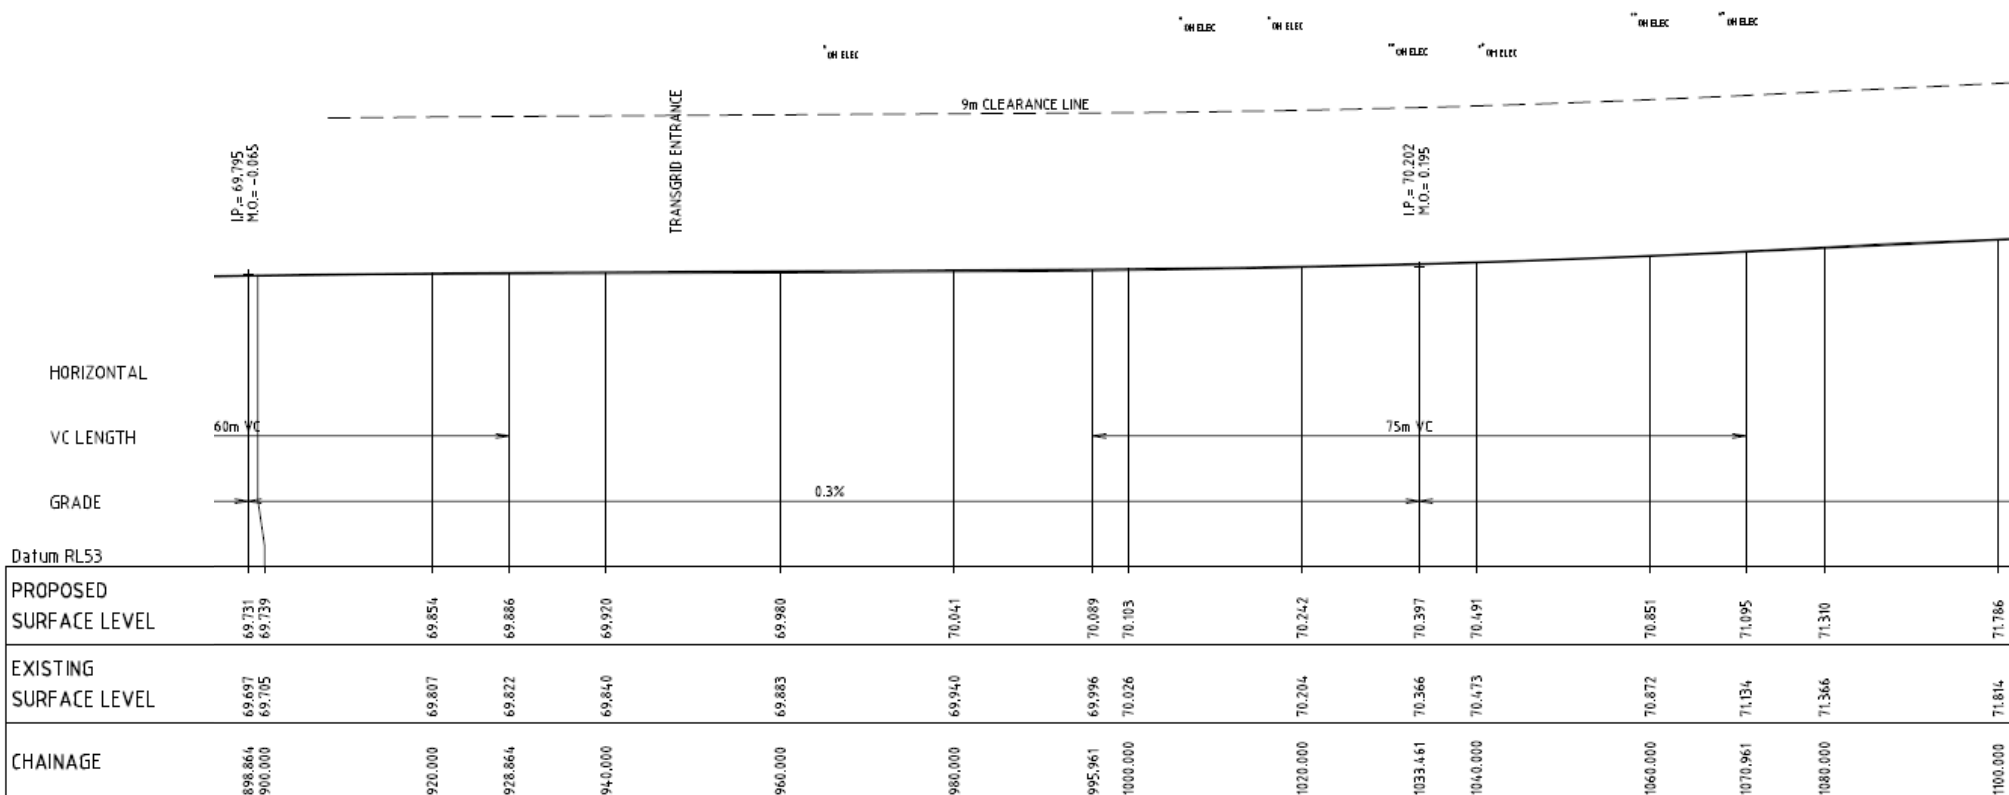 OH ELEC
OH ELEC
OH ELEC
OH ELEC
OH ELEC
OH ELEC
OH ELEC
9m CLEARANCE LINE
TRANSGRID ENTRANCE
I.P.= 69.795
M.O.= -0.065
I.P.= 70.202
M.O.= 0.195
HORIZONTAL
VC LENGTH
60m VC
75m VC
GRADE
0.3%
Datum RL53
PROPOSED
SURFACE LEVEL
69.731 69.739 69.854 69.886 69.920 69.980 70.041 70.089 70.103 70.242 70.397 70.491 70.851 71.095 71.310 71.786
EXISTING
SURFACE LEVEL
69.697 69.705 69.807 69.822 69.840 69.883 69.940 69.996 70.026 70.204 70.366 70.473 70.872 71.134 71.366 71.814
CHAINAGE
898.864 900.000 920.000 928.864 940.000 960.000 980.000 995.961 1000.000 1020.000 1033.461 1040.000 1060.000 1070.961 1080.000 1100.000